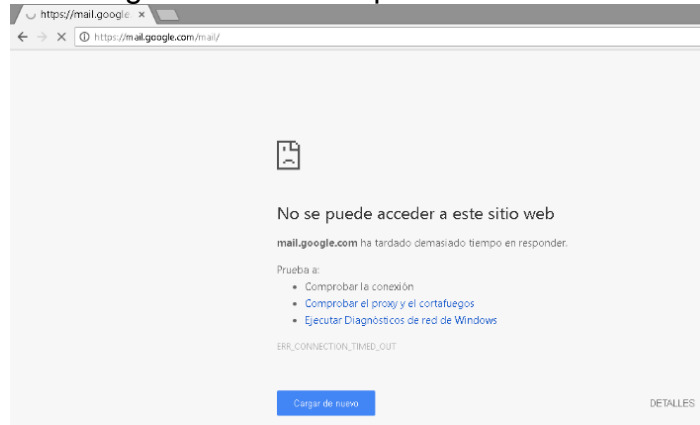 https://mail.google
https://mail.google.com/mail/
No se puede acceder a este sitio web
mail.google.com ha tardado demasiado tiempo en responder.
Prueba a:
Comprobar la conexión
Comprobar el proxy y el cortafuegos
Ejecutar Diagnósticos de red de Windows
ERR_CONNECTION_TIMED_OUT
Cargar de nuevo
DETALLES